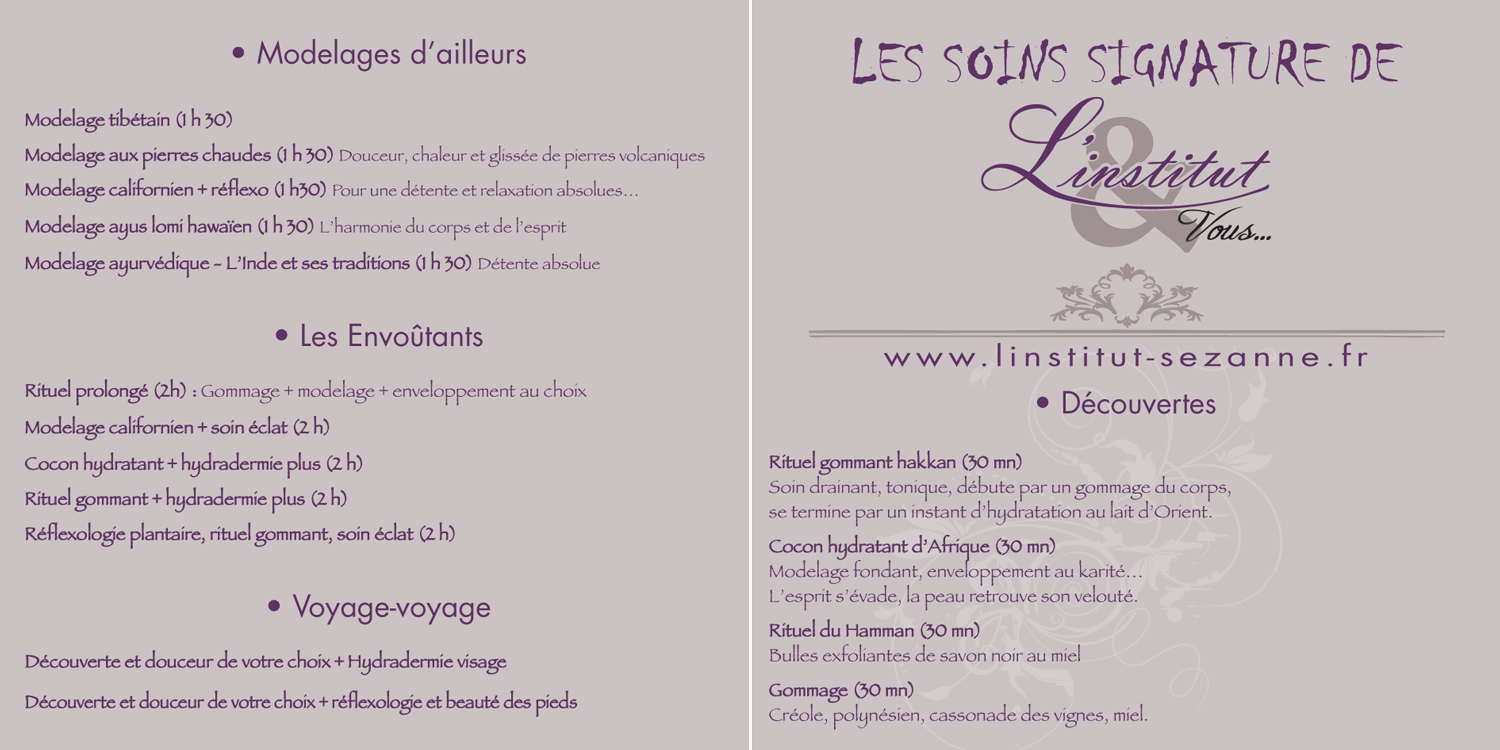 • Modelages d’ailleurs
Modelage tibétain (1 h 30)
Modelage aux pierres chaudes (1 h 30) Douceur, chaleur et glissée de pierres volcaniques
Modelage californien + réflexo (1 h30) Pour une détente et relaxation absolues…
Modelage ayus lomi hawaïen (1 h 30) L’harmonie du corps et de l’esprit
Modelage ayurvédique – L’Inde et ses traditions (1 h 30) Détente absolue
• Les Envoûtants
Rituel prolongé (2h) : Gommage + modelage + enveloppement au choix
Modelage californien + soin éclat (2 h)
Cocon hydratant + hydradermie plus (2 h)
Rituel gommant + hydradermie plus (2 h)
Réflexologie plantaire, rituel gommant, soin éclat (2 h)
• Voyage-voyage
Découverte et douceur de votre choix + Hydradermie visage
Découverte et douceur de votre choix + réflexologie et beauté des pieds
LES SOINS SIGNATURE DE
L’institut
&
Vous...
www.linstitut-sezanne.fr
• Découvertes
Rituel gommant hakkan (30 mn)
Soin drainant, tonique, débute par un gommage du corps,
se termine par un instant d’hydratation au lait d’Orient.
Cocon hydratant d’Afrique (30 mn)
Modelage fondant, enveloppement au karité…
L’esprit s’évade, la peau retrouve son velouté.
Rituel du Hamman (30 mn)
Bulles exfoliantes de savon noir au miel
Gommage (30 mn)
Créole, polynésien, cassonade des vignes, miel.